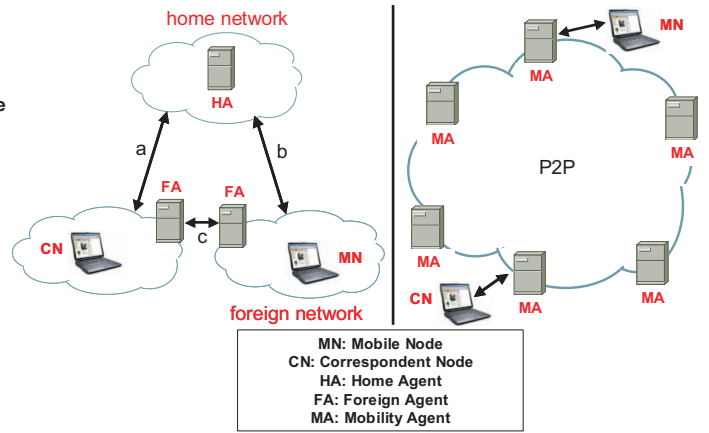 home network
HA
e
a
b
FA
FA
c
CN
MN
foreign network
MN
MA
MA
MA
P2P
MA
MA
MA
CN
MA
MN: Mobile Node
CN: Correspondent Node
HA: Home Agent
FA: Foreign Agent
MA: Mobility Agent